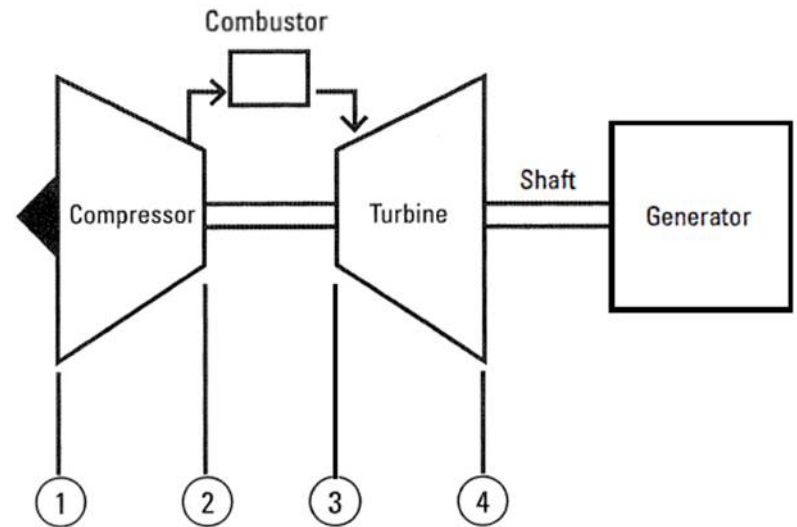 Combustor
Compressor
Turbine
Shaft
Generator
1
2
3
4